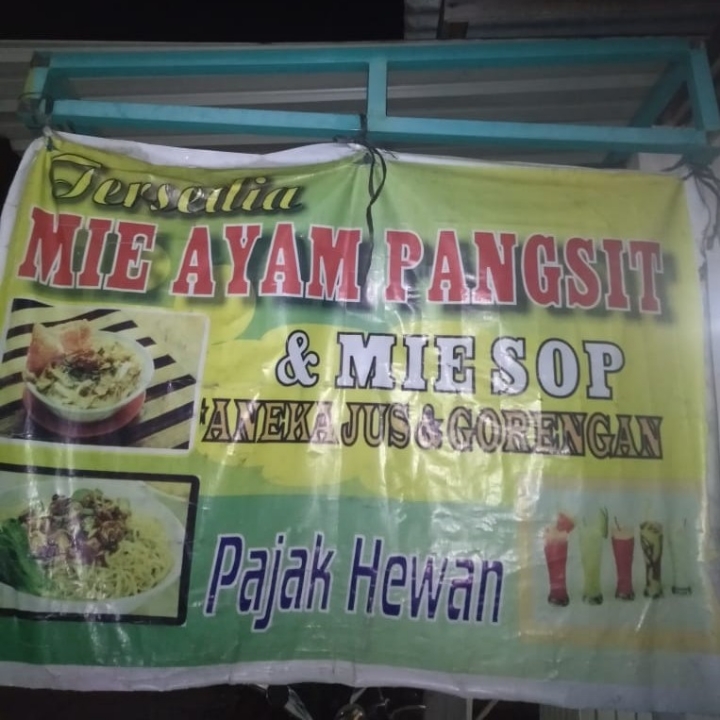 Tersedia
MIE AYAM PANGSIT
& MIE SOP
*ANEKA JUS & GORENGAN
Pajak Hewan